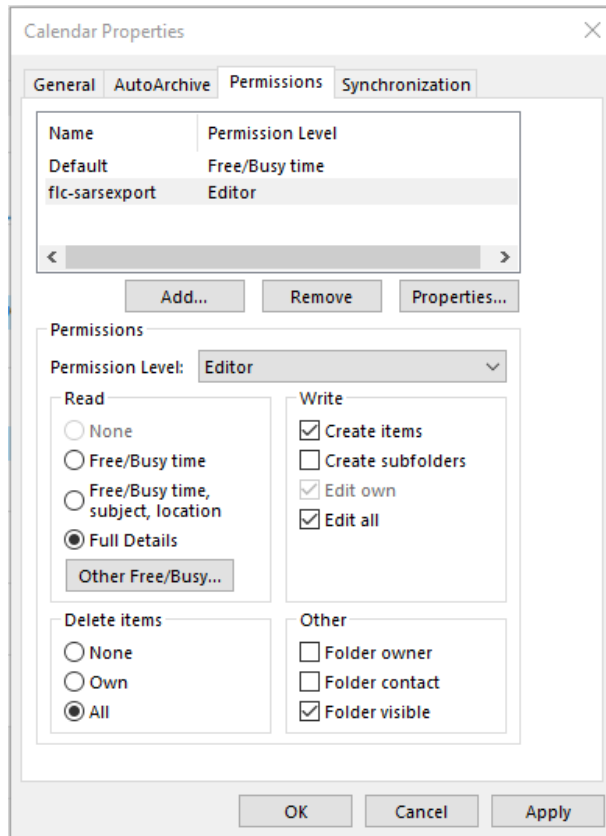 Calendar Properties
General AutoArchive Permissions Synchronization
Name Permission Level
Default Free/Busy time
flc-sarsexport Editor
Add... Remove Properties...
Permissions
Permission Level: Editor
Read
None
Free/Busy time
Free/Busy time,
subject, location
Full Details
Other Free/Busy...
Write
Create items
Create subfolders
Edit own
Edit all
Delete items
None
Own
All
Other
Folder owner
Folder contact
Folder visible
OK Cancel Apply